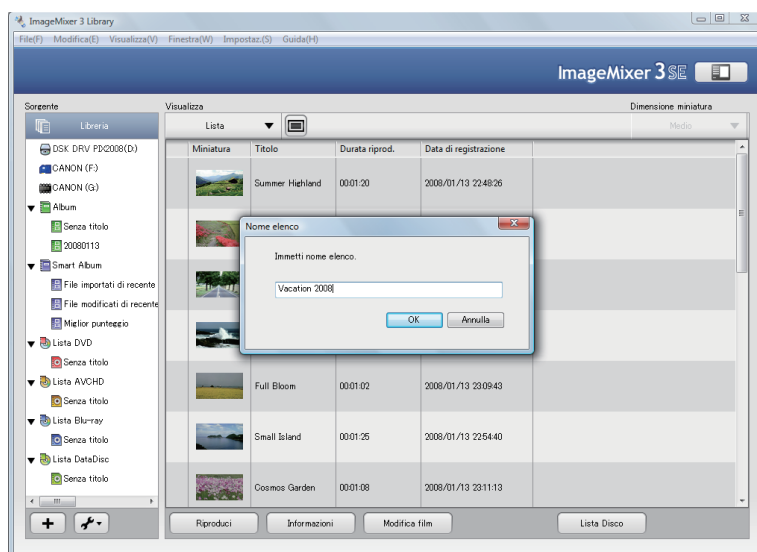 ImageMixer 3 Library
File(F) Modifica(E) Visualizza(V) Finestra(W) Impostaz.(S) Guida(H)
ImageMixer 3 SE
Sorgente Visualizza Dimensione miniatura
Libreria Lista Medio
DSK DRV PD2008(D:)
CANON (F:)
CANON (G:)
Album
Senza titolo
20080113
Smart Album
File importati di recente
File modificati di recente
Miglior punteggio
Lista DVD
Senza titolo
Lista AVCHD
Senza titolo
Lista Blu-ray
Senza titolo
Lista DataDisc
Senza titolo
Miniatura Titolo Durata riprod. Data di registrazione
Summer Highland 00:01:20 2008/01/13 22:48:26
Nome elenco
Immetti nome elenco.
Vacation 2008
OK Annulla
Full Bloom 00:01:02 2008/01/13 23:09:43
Small Island 00:01:25 2008/01/13 22:54:40
Cosmos Garden 00:01:08 2008/01/13 23:11:13
Riproduci Informazioni Modifica film Lista Disco